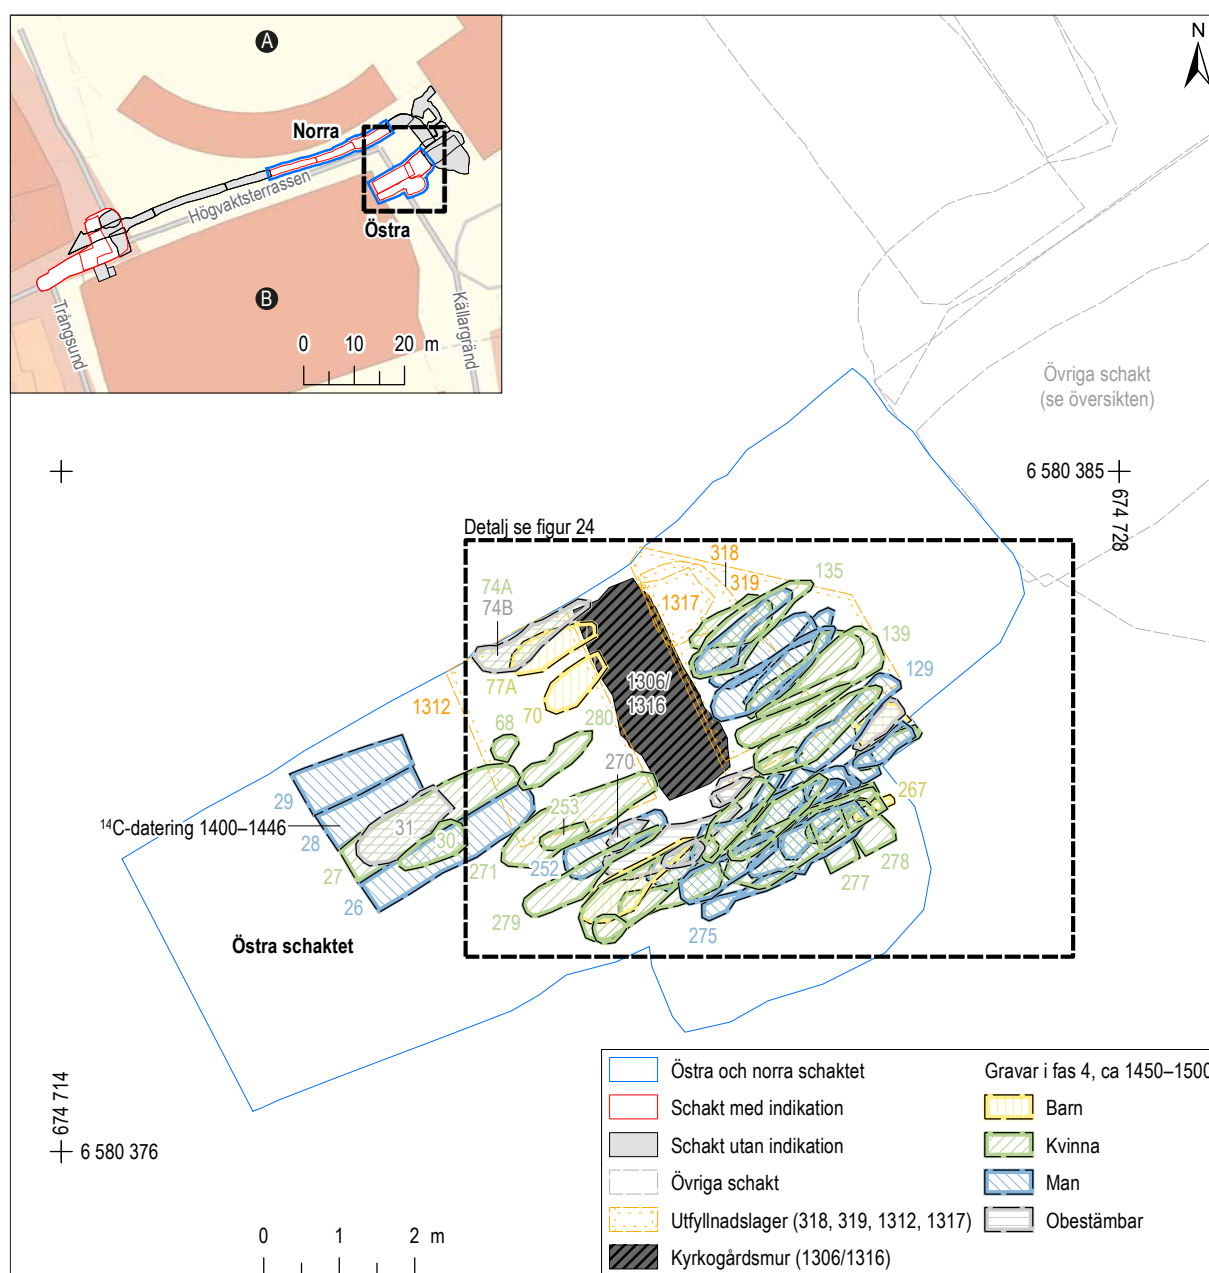 A
N
Norra
Högvaktsterrassen
Östra
B
Trångsund
Källargränd
0 10 20 m
Övriga schakt
(se översikten)
6 580 385
674 728
Detalj se figur 24
318
74A
319
135
74B
1317
139
129
77A
1306/
1316
1312
70
280
68
270
267
29
253
¹⁴C-datering 1400–1446
31
30
28
278
27
271
252
277
26
279
275
Östra schaktet
674 714
6 580 376
0 1 2 m
Östra och norra schaktet
Schakt med indikation
Schakt utan indikation
Övriga schakt
Utfyllnadslager (318, 319, 1312, 1317)
Kyrkogårdsmur (1306/1316)
Gravar i fas 4, ca 1450–1500
Barn
Kvinna
Man
Obestämbar